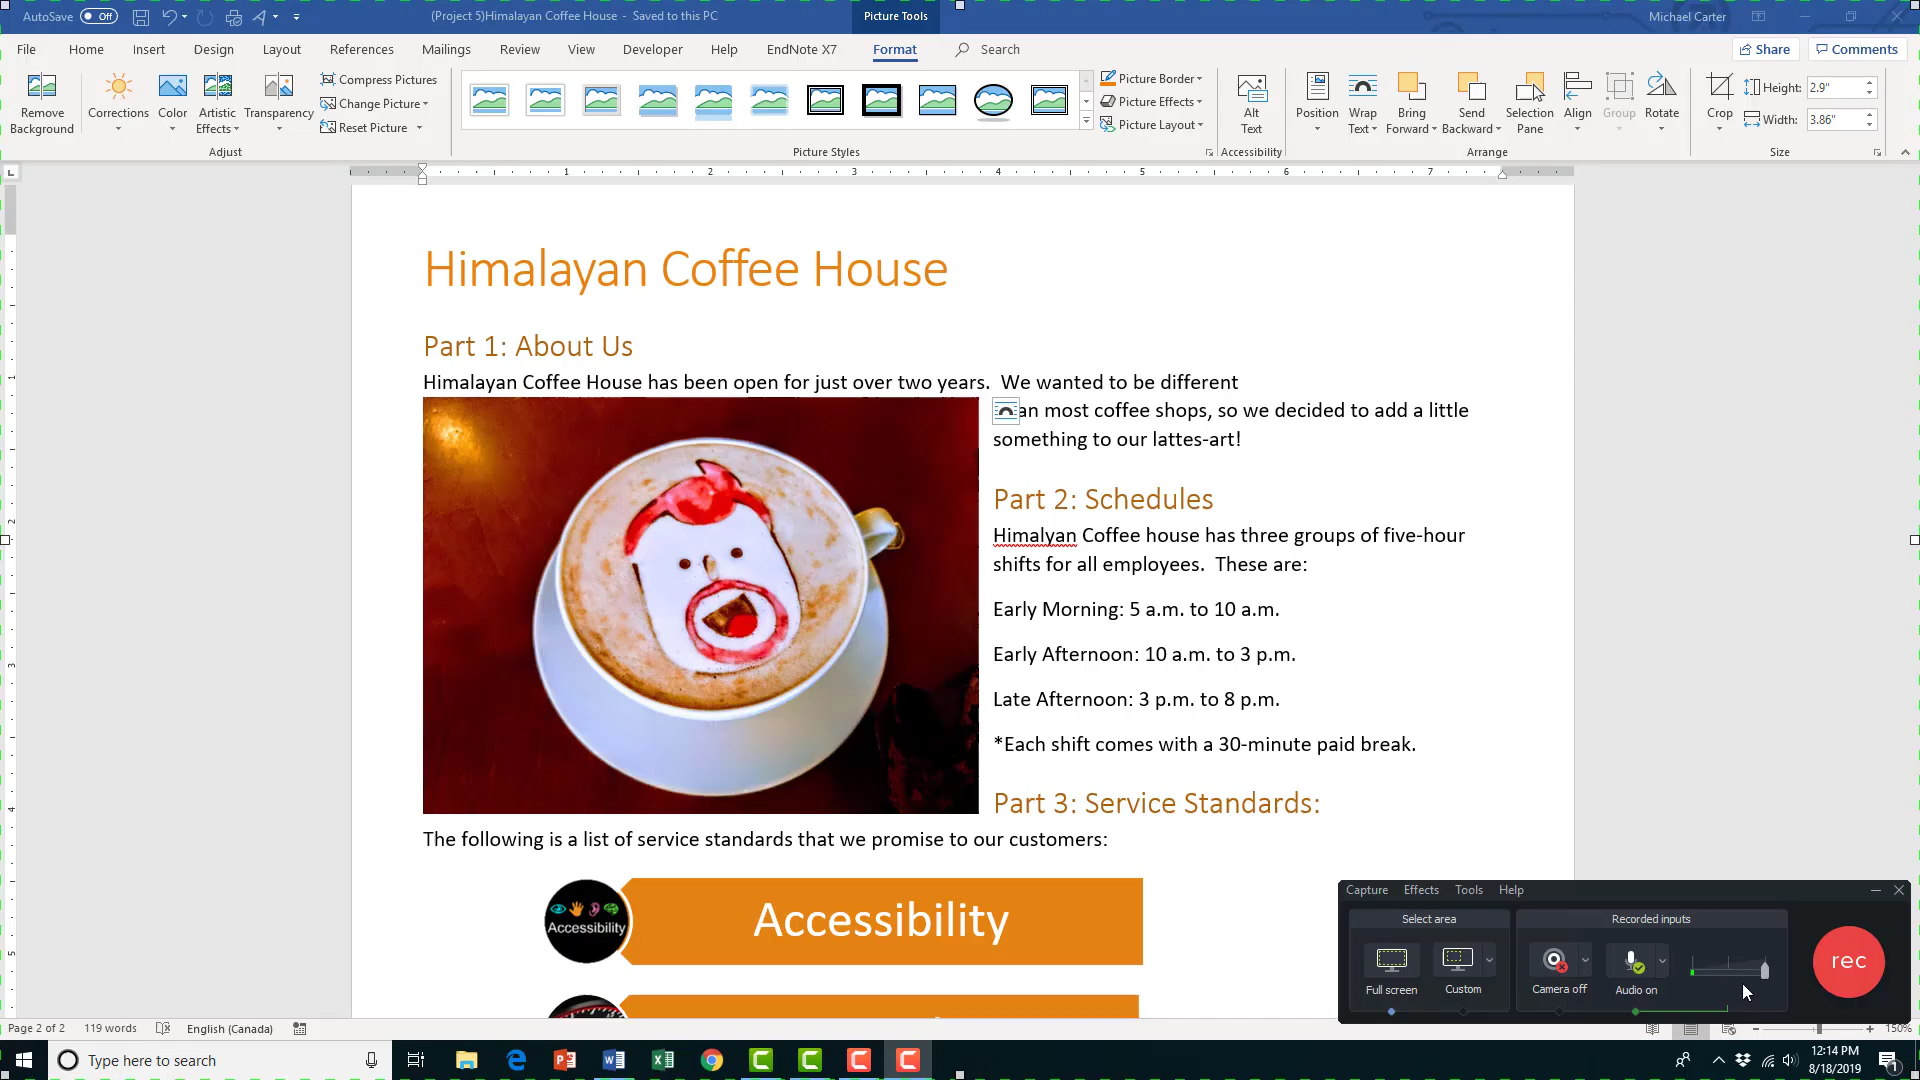 AutoSave Off
(Project 5)Himalayan Coffee House - Saved to this PC
Picture Tools
Michael Carter
File Home Insert Design Layout References Mailings Review View Developer Help EndNote X7 Format Search Share Comments
Remove Background
Corrections
Color
Artistic Effects
Transparency
Compress Pictures
Change Picture
Reset Picture
Adjust
Picture Styles
Picture Border
Picture Effects
Picture Layout
Alt Text
Accessibility
Position
Wrap Text
Bring Forward
Send Backward
Selection Pane
Align
Group
Rotate
Arrange
Crop
Height: 2.9"
Width: 3.86"
Size
1 2 3 4 5 6 7
Himalayan Coffee House
Part 1: About Us
Himalayan Coffee House has been open for just over two years. We wanted to be different
an most coffee shops, so we decided to add a little
something to our lattes-art!
Part 2: Schedules
Himalyan Coffee house has three groups of five-hour
shifts for all employees. These are:
Early Morning: 5 a.m. to 10 a.m.
Early Afternoon: 10 a.m. to 3 p.m.
Late Afternoon: 3 p.m. to 8 p.m.
*Each shift comes with a 30-minute paid break.
Part 3: Service Standards:
The following is a list of service standards that we promise to our customers:
Accessibility
Accessibility
Capture Effects Tools Help
Select area
Recorded inputs
Full screen
Custom
Camera off
Audio on
rec
Page 2 of 2 119 words English (Canada)
150%
Type here to search
12:14 PM
8/18/2019
1